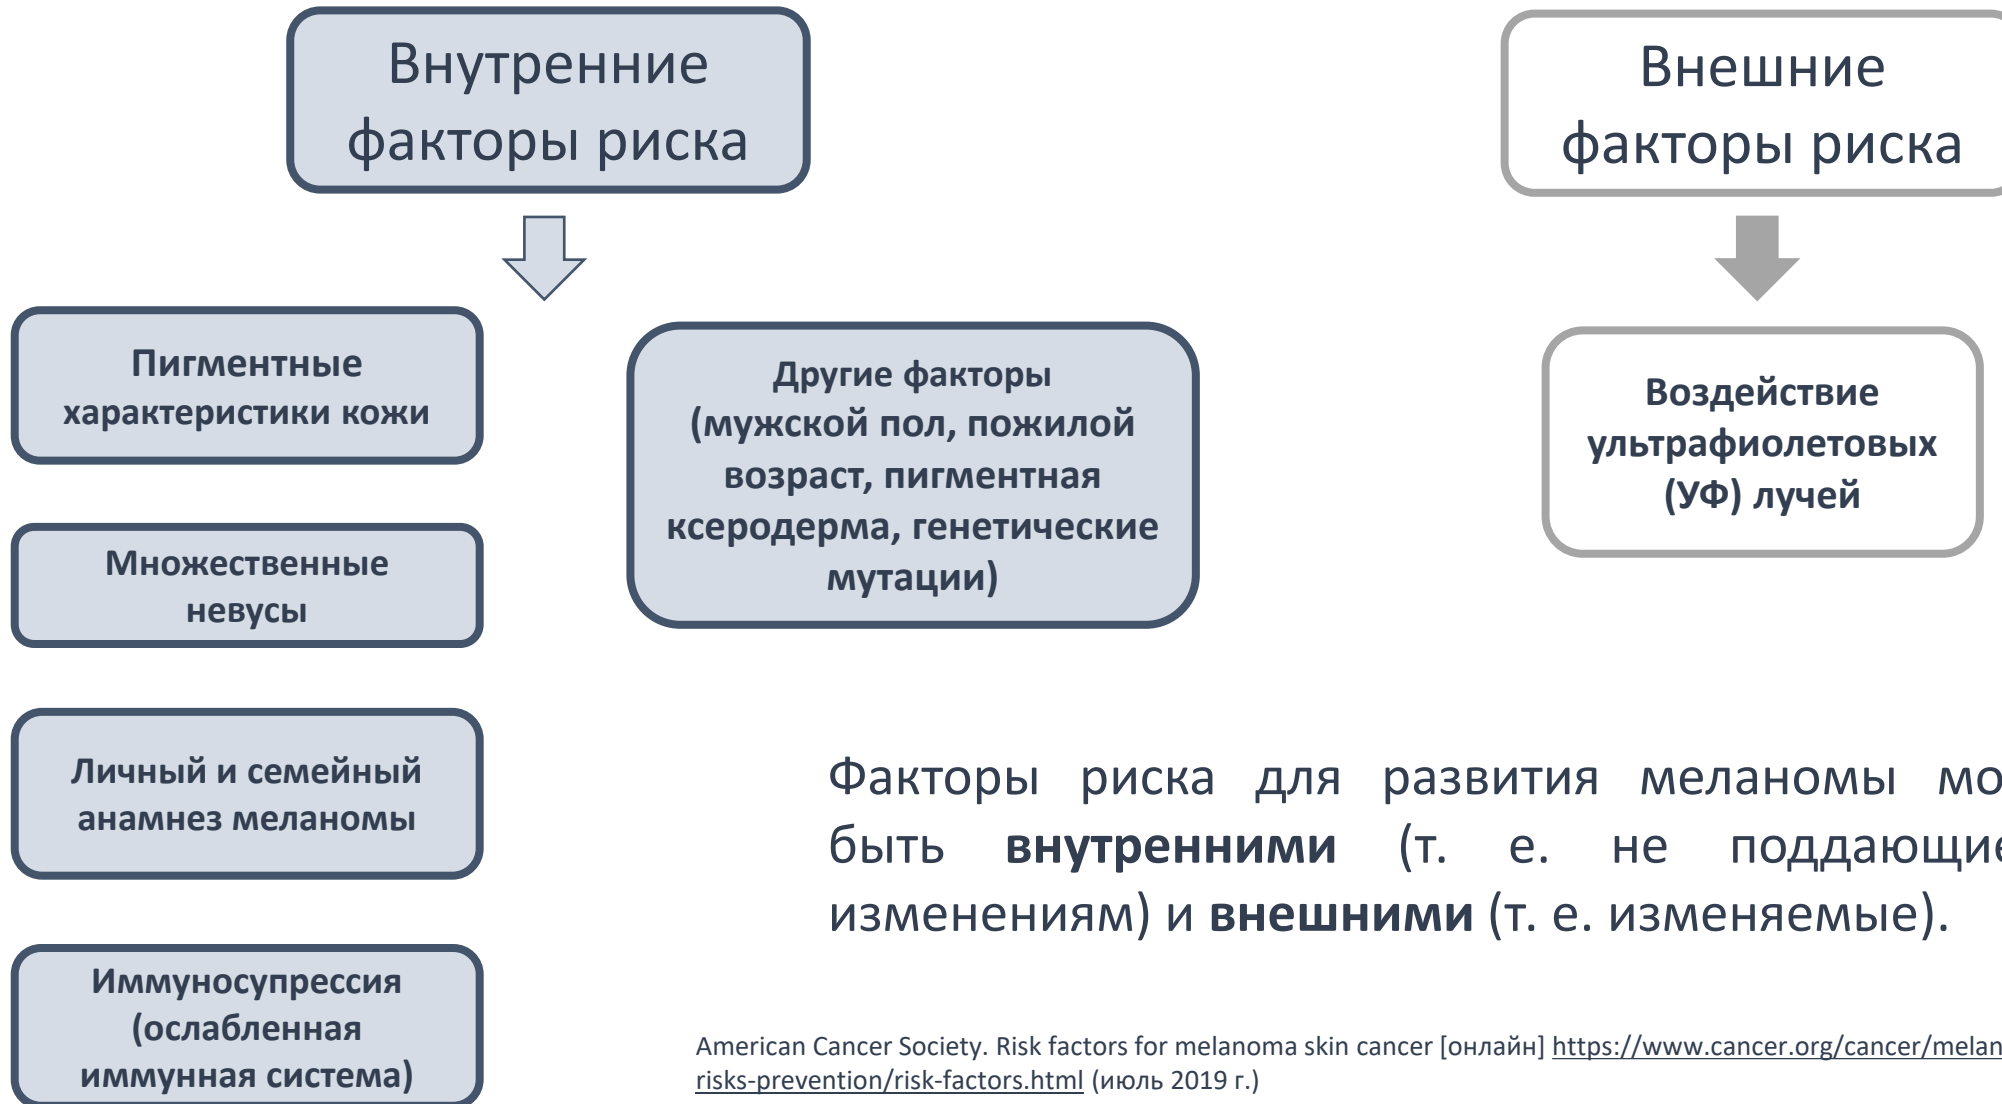 Внутренние
факторы риска
Внешние
факторы риска
Пигментные
характеристики кожи
Множественные
невусы
Личный и семейный
анамнез меланомы
Иммуносупрессия
(ослабленная
иммунная система)
Другие факторы
(мужской пол, пожилой
возраст, пигментная
ксеродерма, генетические
мутации)
Воздействие
ультрафиолетовых
(УФ) лучей
Факторы риска для развития меланомы мо
быть внутренними (т. е. не поддающие
изменениям) и внешними (т. е. изменяемые).
American Cancer Society. Risk factors for melanoma skin cancer [онлайн] https://www.cancer.org/cancer/melan
risks-prevention/risk-factors.html (июль 2019 г.)